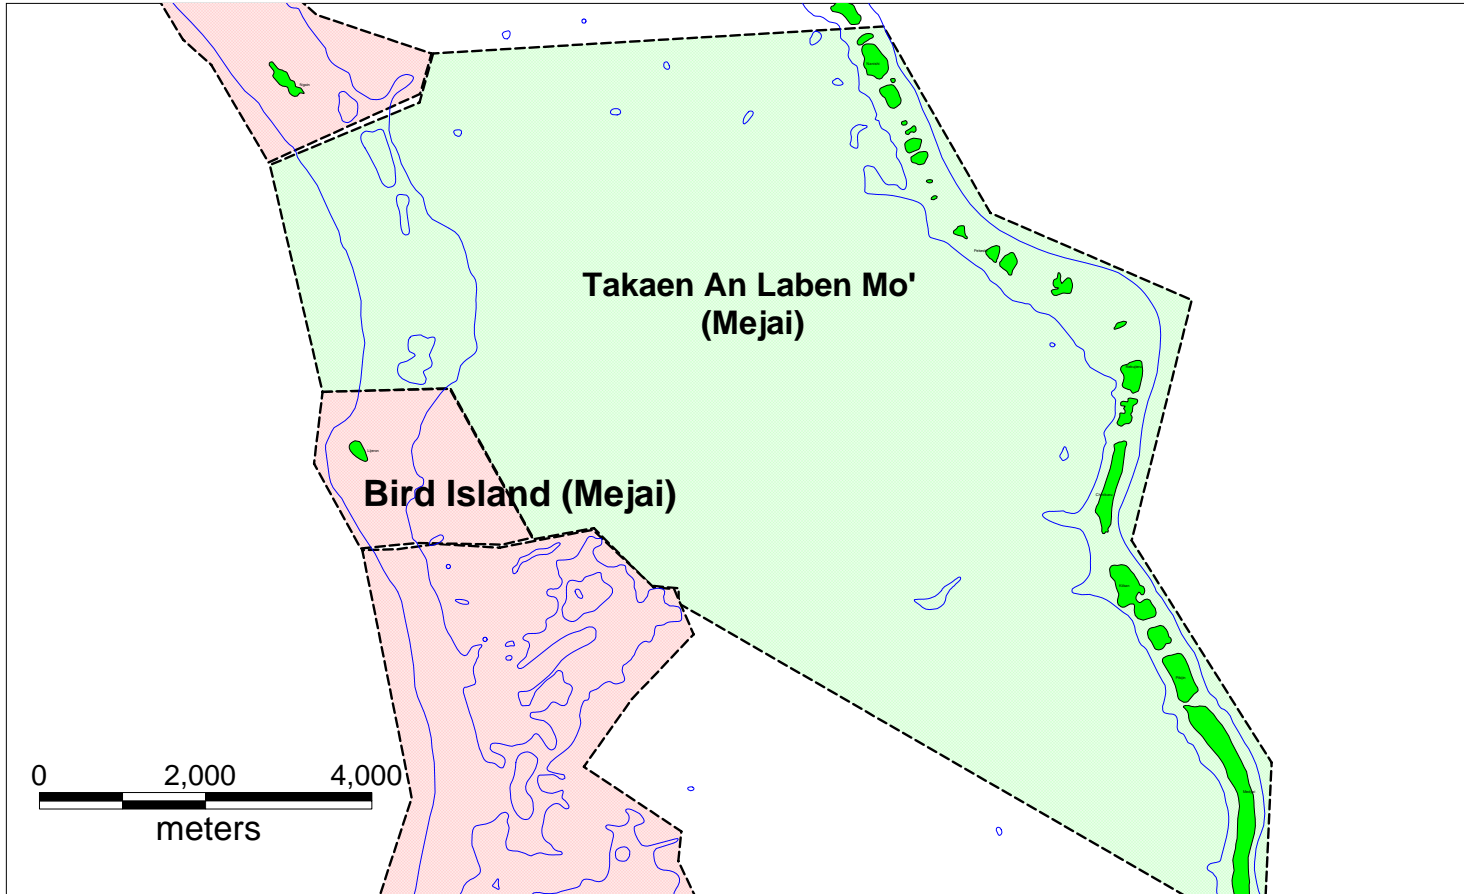 Takaen An Laben Mo'
(Mejai)
Bird Island (Mejai)
0 2,000 4,000
meters